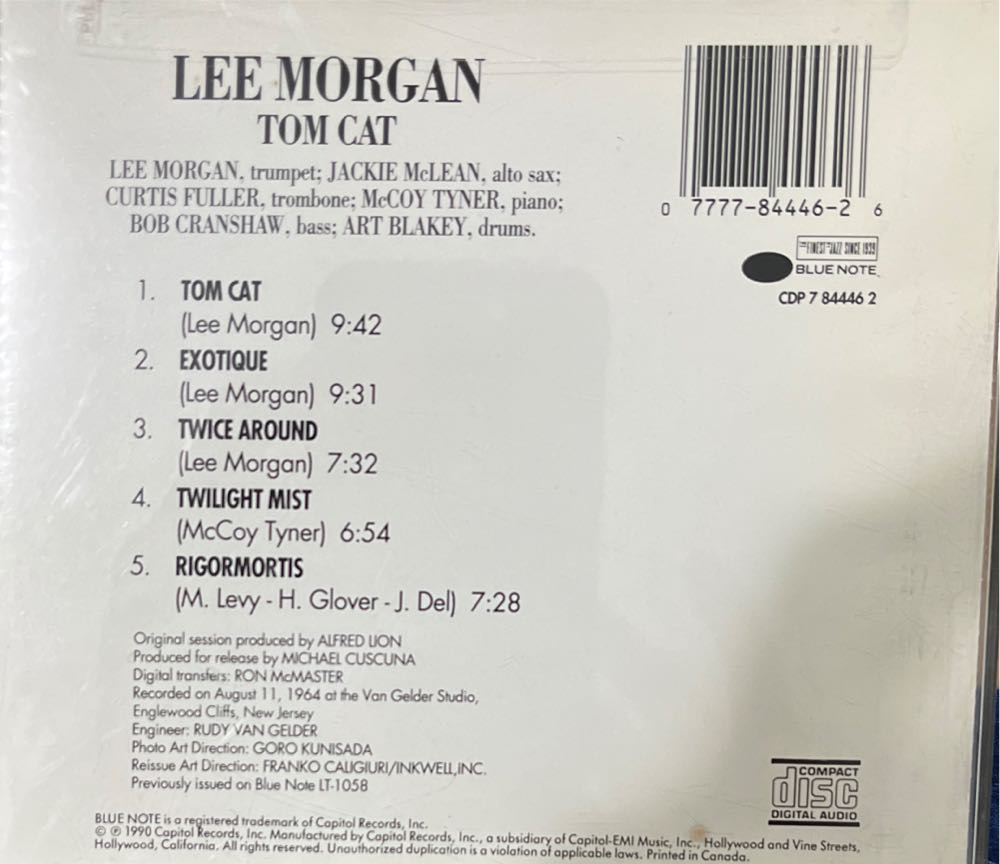 LEE MORGAN
TOM CAT
LEE MORGAN, trumpet; JACKIE McLEAN, alto sax;
CURTIS FULLER, trombone; McCOY TYNER, piano;
BOB CRANSHAW, bass; ART BLAKEY, drums.
0 7777-84446-2 6
THE FINEST IN JAZZ SINCE 1939
BLUE NOTE
CDP 7 84446 2
1. TOM CAT
(Lee Morgan) 9:42
2. EXOTIQUE
(Lee Morgan) 9:31
3. TWICE AROUND
(Lee Morgan) 7:32
4. TWILIGHT MIST
(McCoy Tyner) 6:54
5. RIGORMORTIS
(M. Levy - H. Glover - J. Del) 7:28
Original session produced by ALFRED LION
Produced for release by MICHAEL CUSCUNA
Digital transfers: RON McMASTER
Recorded on August 11, 1964 at the Van Gelder Studio,
Englewood Cliffs, New Jersey
Engineer: RUDY VAN GELDER
Photo Art Direction: GORO KUNISADA
Reissue Art Direction: FRANKO CALIGIURI/INKWELL,INC.
Previously issued on Blue Note LT-1058
COMPACT
disc
DIGITAL AUDIO
BLUE NOTE is a registered trademark of Capitol Records, Inc.
© ℗ 1990 Capitol Records, Inc. Manufactured by Capitol Records, Inc., a subsidiary of Capitol-EMI Music, Inc., Hollywood and Vine Streets,
Hollywood, California. All rights reserved. Unauthorized duplication is a violation of applicable laws. Printed in Canada.